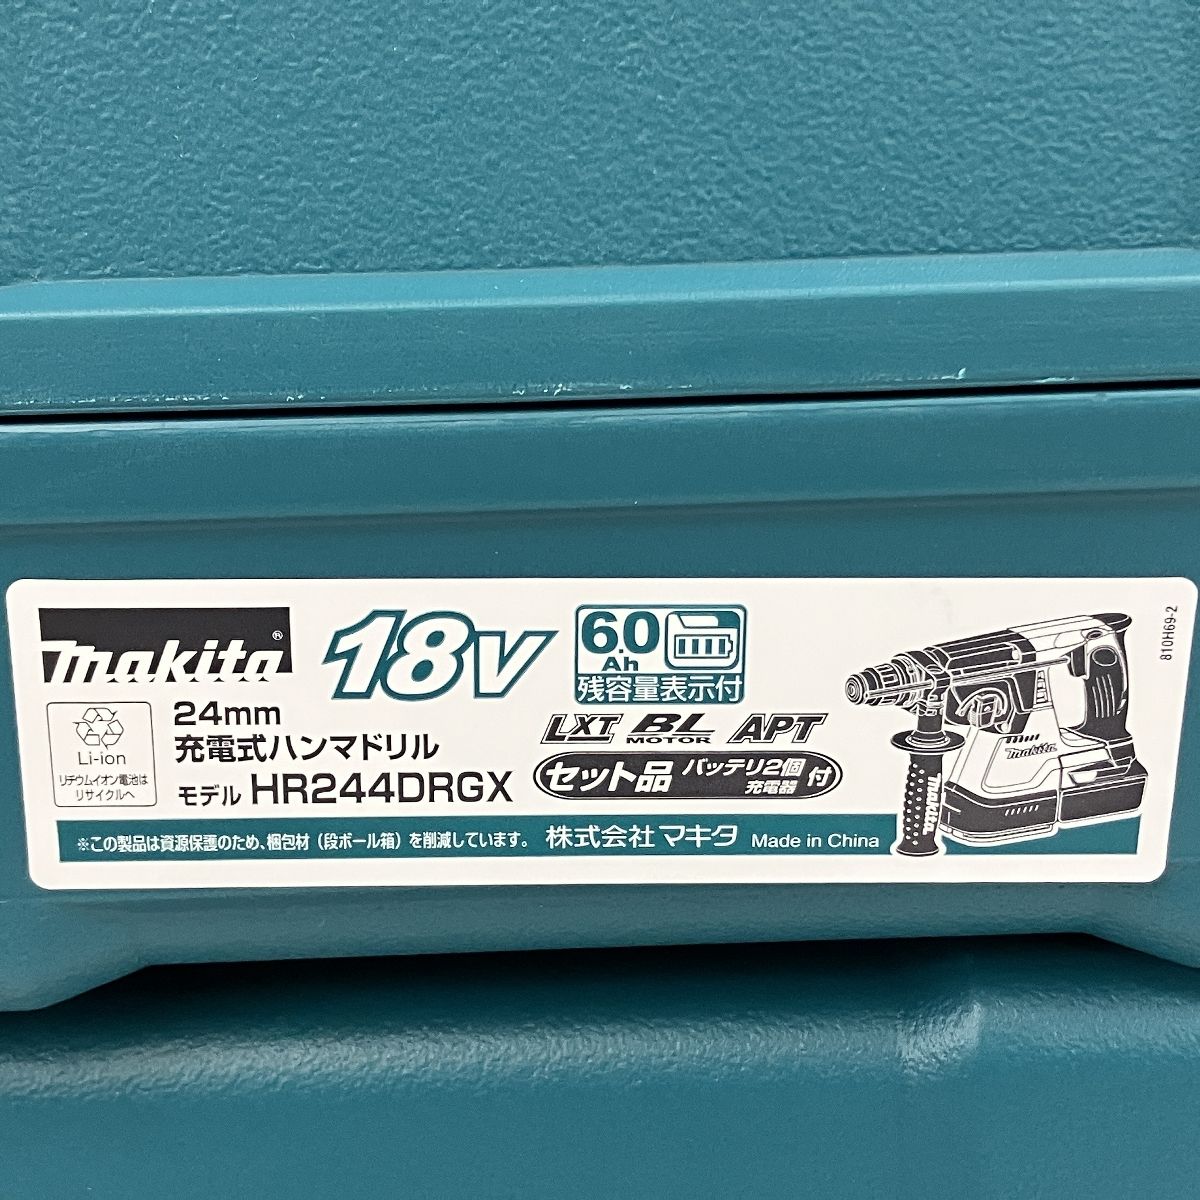 makita®
18V
6.0
Ah
残容量表示付
810H69-2
Li-ion
リチウムイオン電池は
リサイクルへ
24mm
充電式ハンマドリル
モデル HR244DRGX
LXT BL MOTOR APT
セット品 バッテリ2個 充電器 付
makita
makita
※この製品は資源保護のため、梱包材（段ボール箱）を削減しています。 株式会社 マキタ Made in China